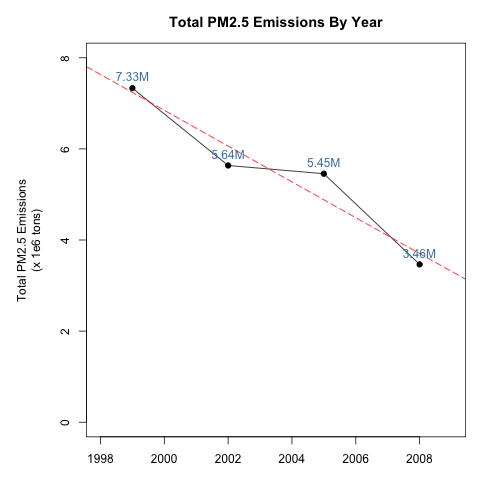 Total PM2.5 Emissions By Year
Total PM2.5 Emissions
(x 1e6 tons)
8
6
4
2
0
7.33M
5.64M
5.45M
3.46M
1998
2000
2002
2004
2006
2008